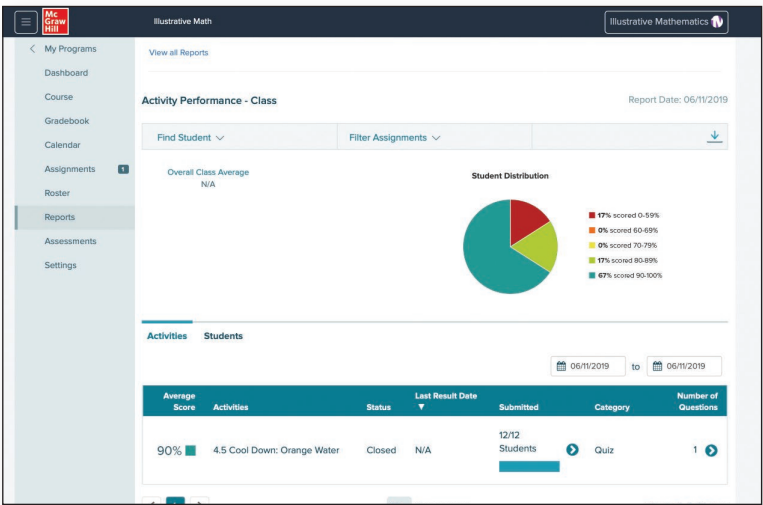 Mc
Graw
Hill
Illustrative Math
Illustrative Mathematics
My Programs
Dashboard
Course
Gradebook
Calendar
Assignments 1
Roster
Reports
Assessments
Settings
View all Reports
Activity Performance - Class
Report Date: 06/11/2019
Find Student
Filter Assignments
Overall Class Average
N/A
Student Distribution
17% scored 0-59%
0% scored 60-69%
0% scored 70-79%
17% scored 80-89%
67% scored 90-100%
Activities Students
06/11/2019 to 06/11/2019
Average Score Activities Status Last Result Date Submitted Category Number of Questions
90% 4.5 Cool Down: Orange Water Closed N/A 12/12 Students Quiz 1